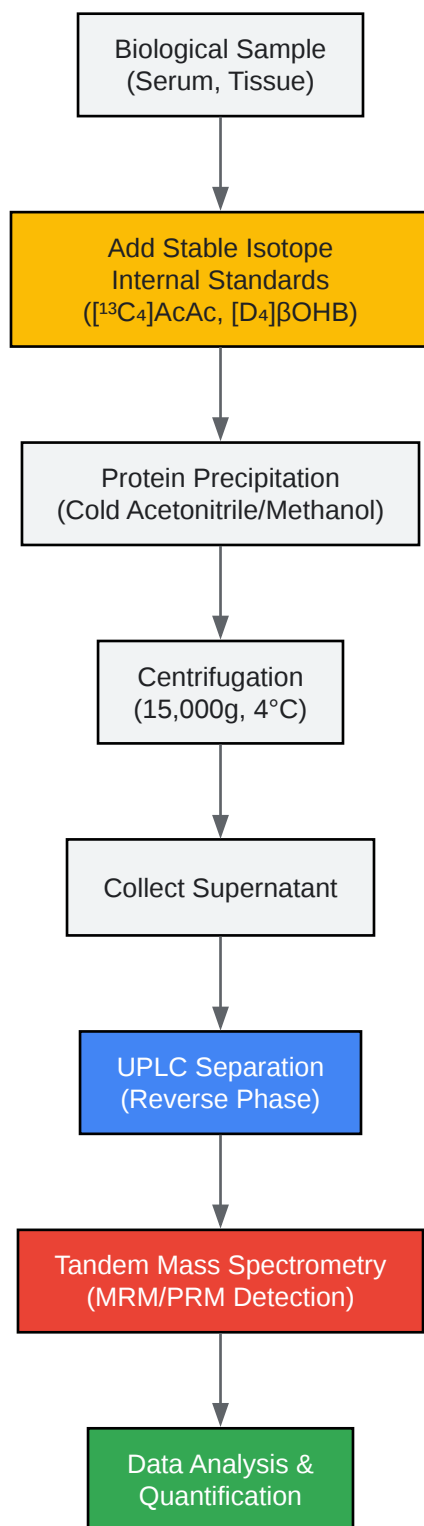 Biological Sample
(Serum, Tissue)
Add Stable Isotope
Internal Standards
([¹³C₄]AcAc, [D₄]βOHB)
Protein Precipitation
(Cold Acetonitrile/Methanol)
Centrifugation
(15,000g, 4°C)
Collect Supernatant
UPLC Separation
(Reverse Phase)
Tandem Mass Spectrometry
(MRM/PRM Detection)
Data Analysis &
Quantification